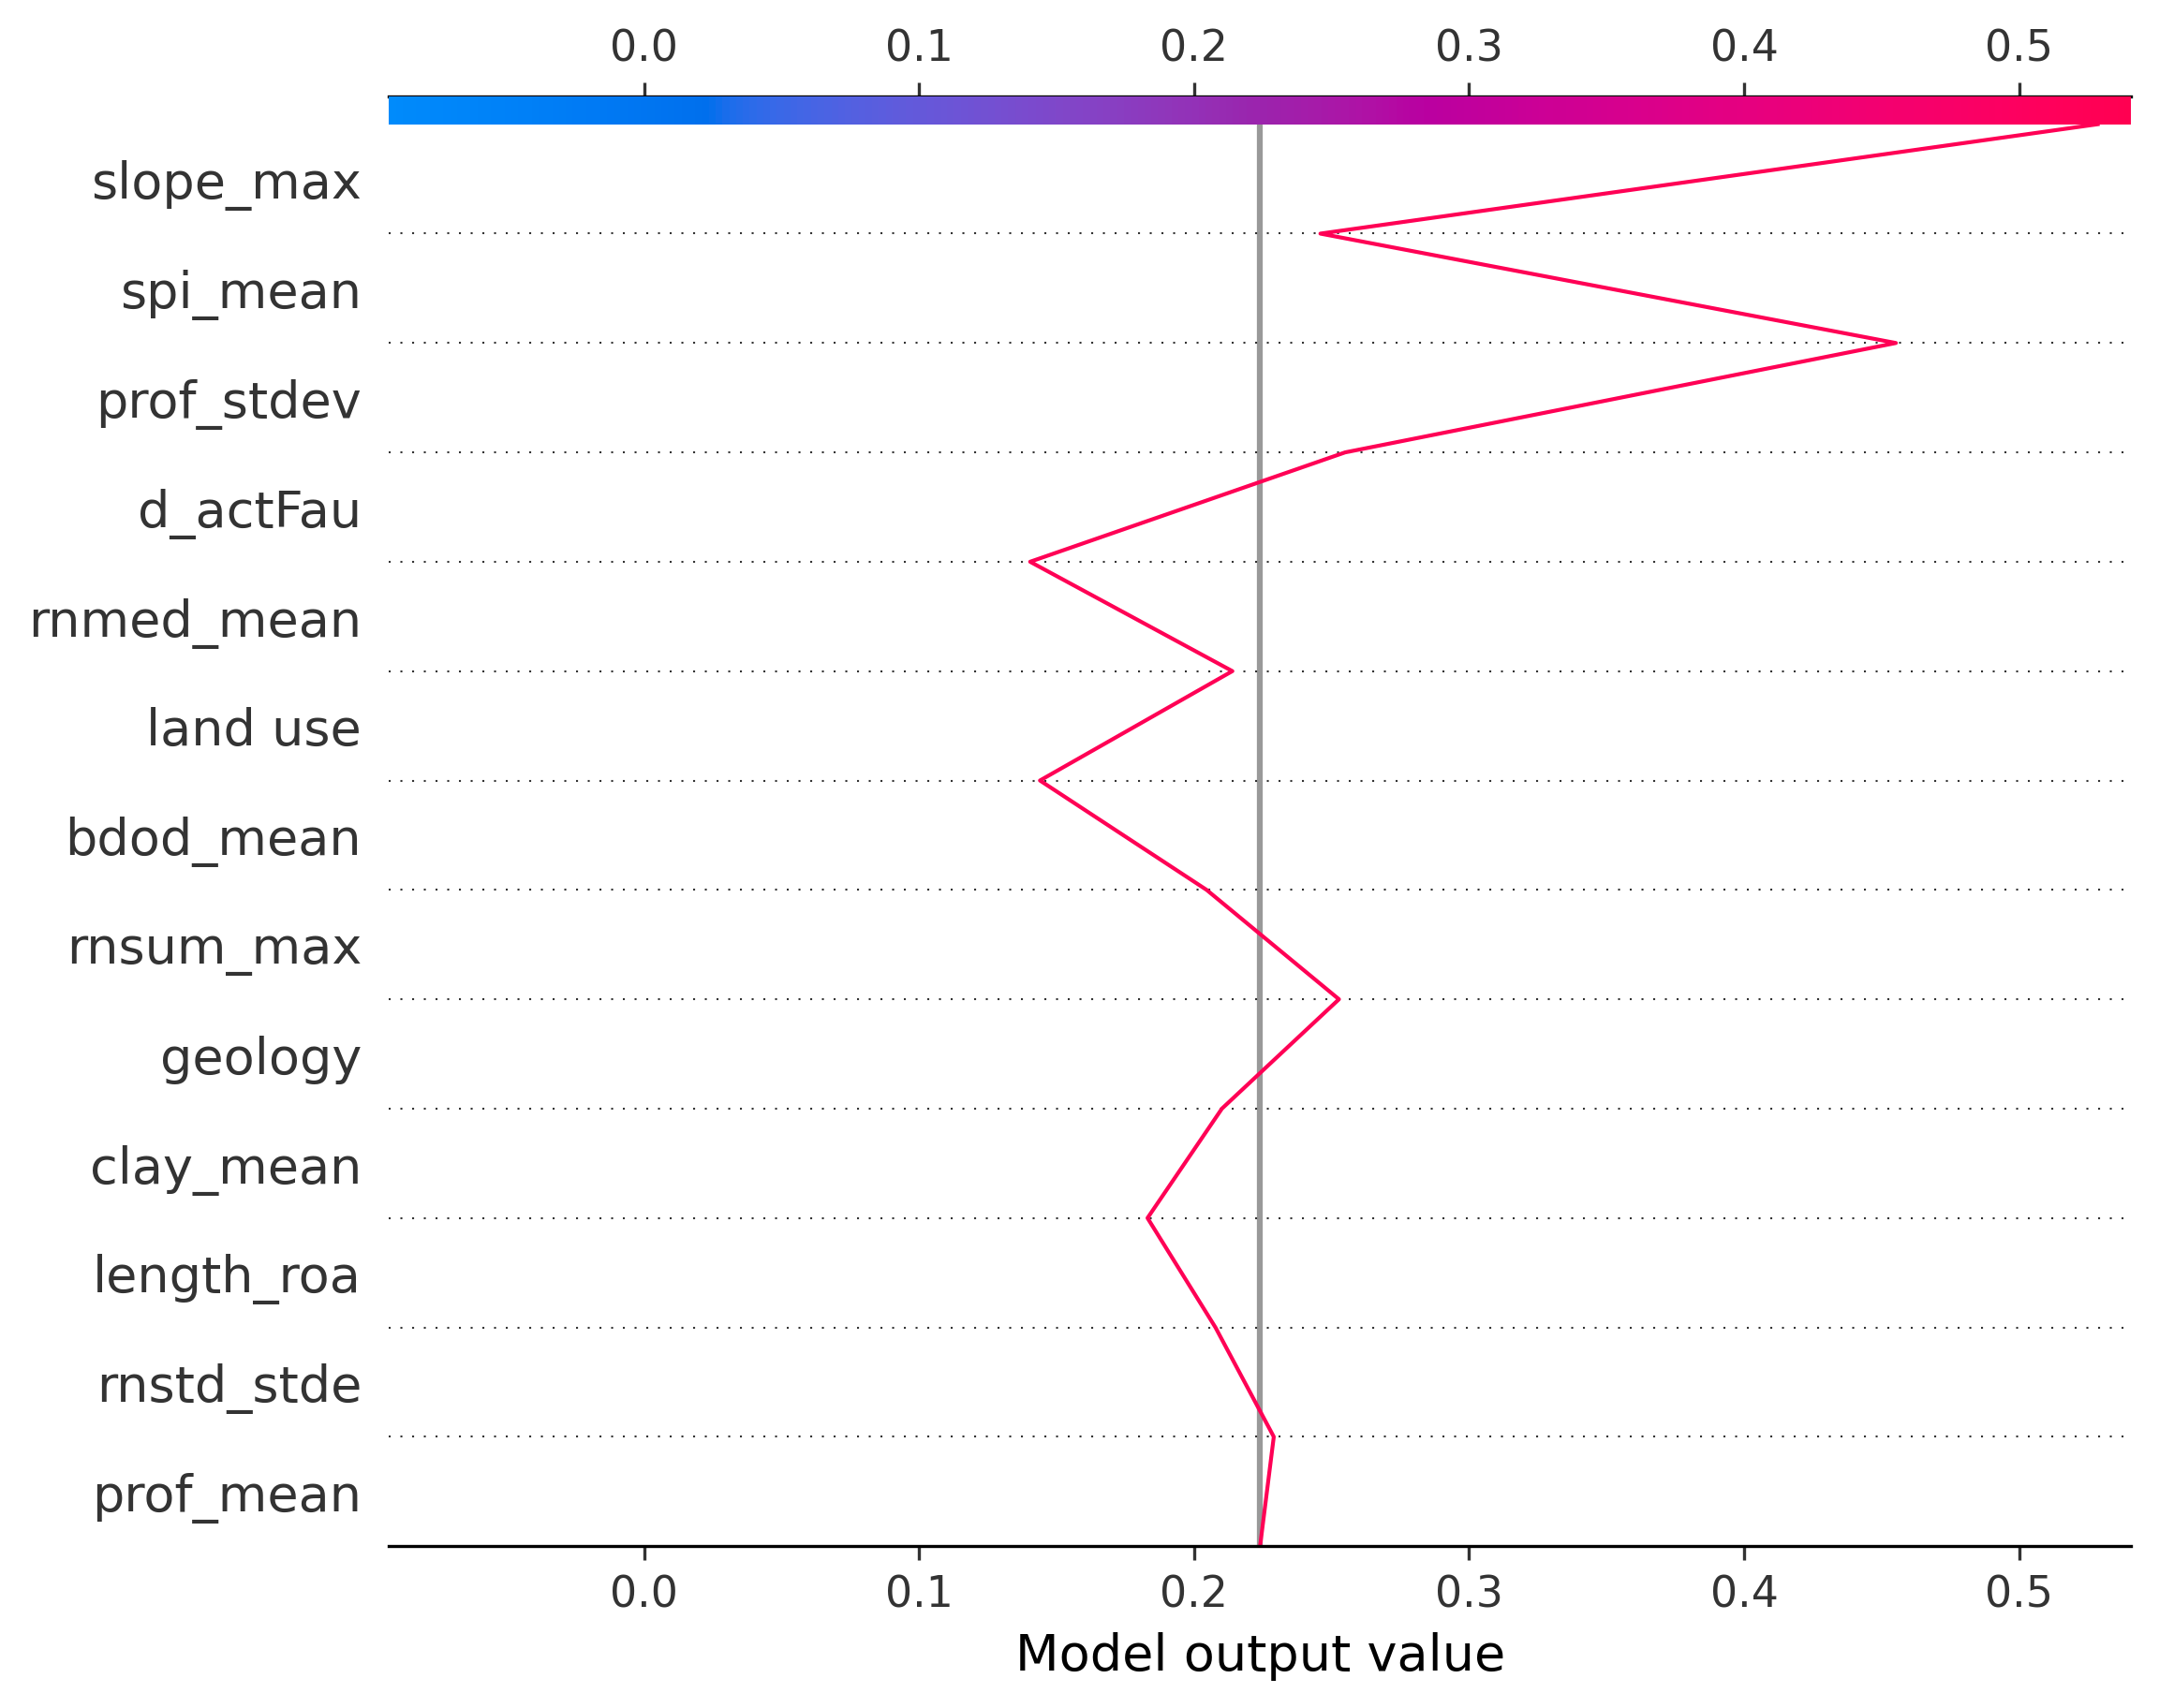 0.0 0.1 0.2 0.3 0.4 0.5
slope_max
spi_mean
prof_stdev
d_actFau
rnmed_mean
land use
bdod_mean
rnsum_max
geology
clay_mean
length_roa
rnstd_stde
prof_mean
0.0 0.1 0.2 0.3 0.4 0.5
Model output value